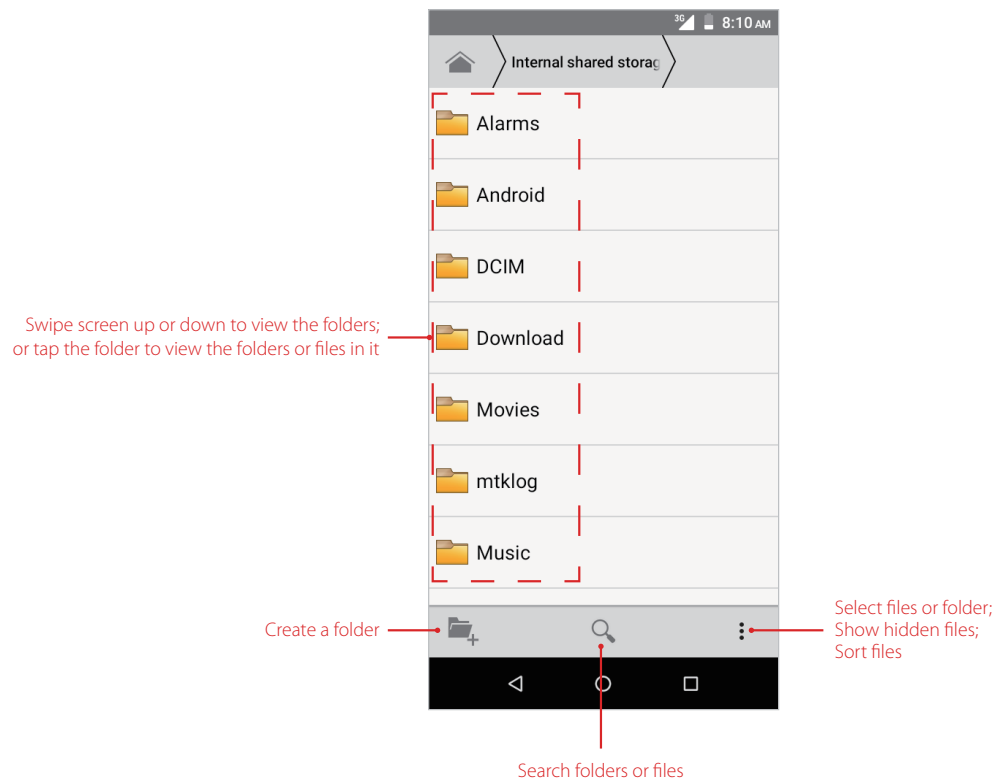 3G 8:10 AM
Internal shared storag
Alarms
Android
DCIM
Swipe screen up or down to view the folders;
or tap the folder to view the folders or files in it
Download
Movies
mtklog
Music
Create a folder
Select files or folder;
Show hidden files;
Sort files
Search folders or files